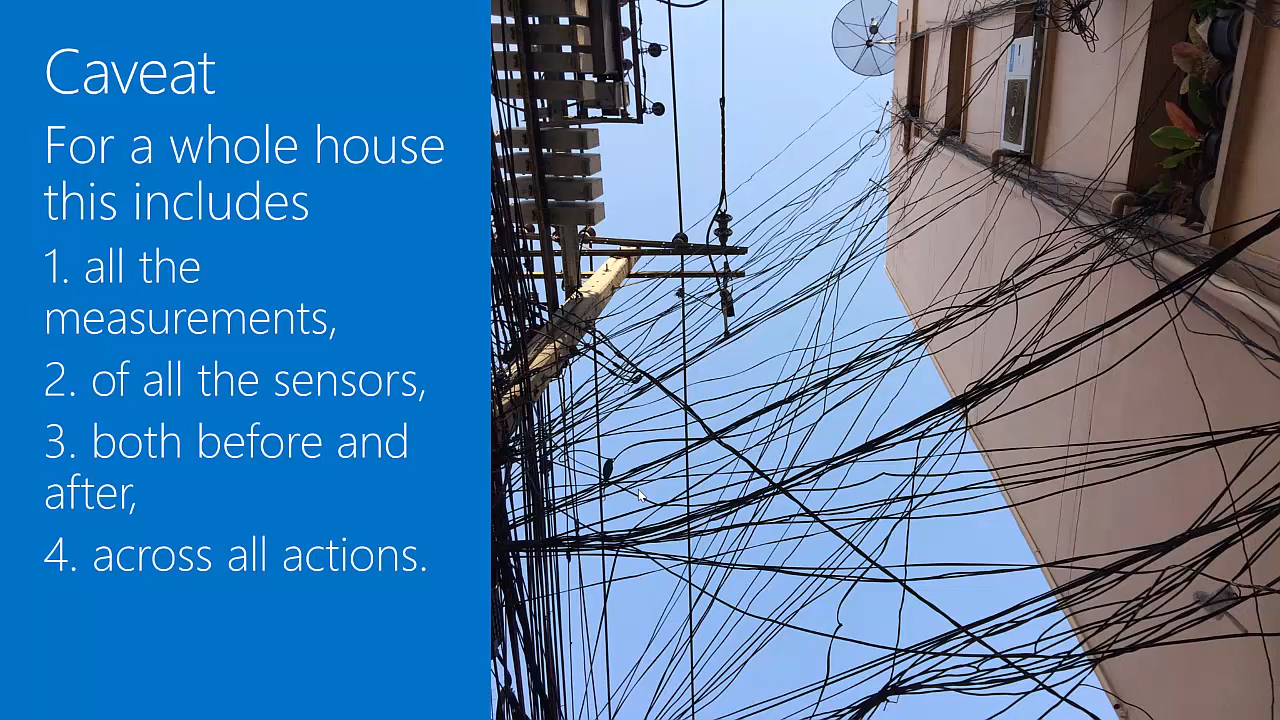 Caveat
For a whole house
this includes
1. all the
measurements,
2. of all the sensors,
3. both before and
after,
4. across all actions.